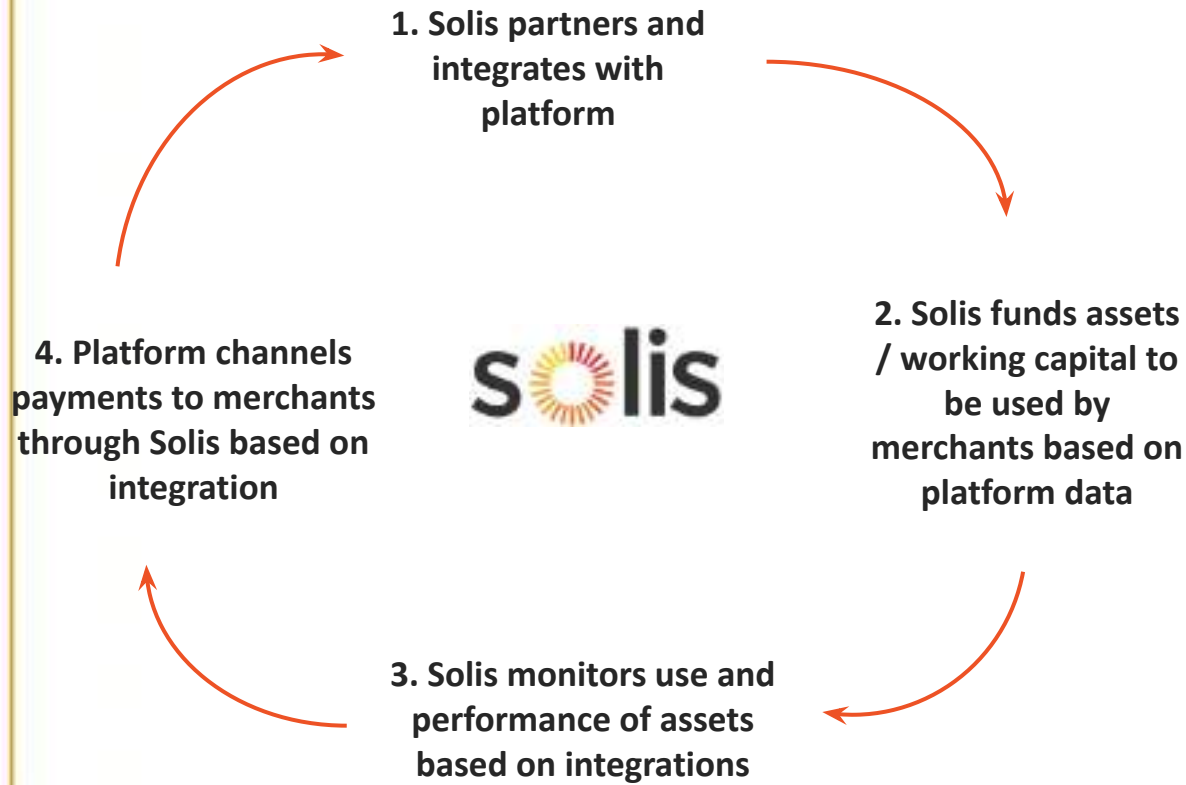 1. Solis partners and
integrates with
platform
2. Solis funds assets
/ working capital to
be used by
merchants based on
platform data
4. Platform channels
payments to merchants
through Solis based on
integration
solis
3. Solis monitors use and
performance of assets
based on integrations